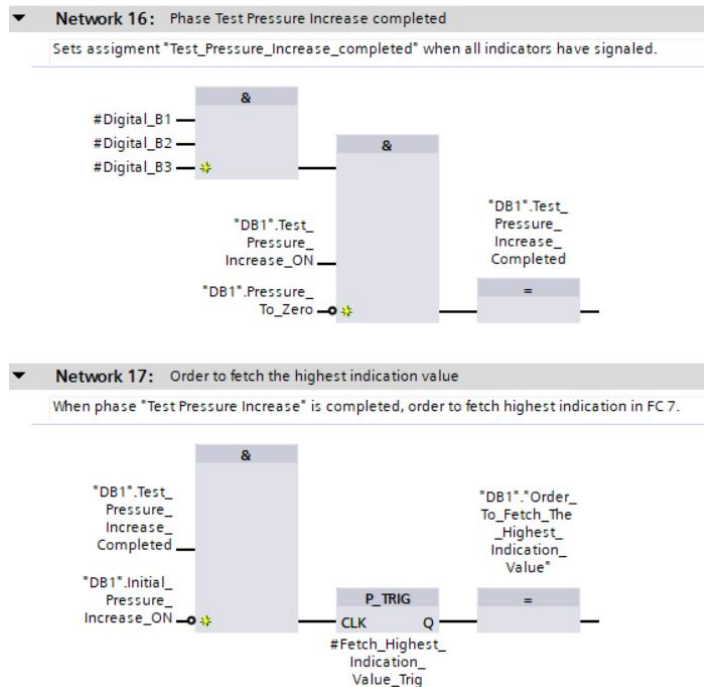 Network 16: Phase Test Pressure Increase completed
Sets assigment "Test_Pressure_Increase_completed" when all indicators have signaled.
&
#Digital_B1
#Digital_B2
#Digital_B3
&
"DB1".Test_
Pressure_
Increase_ON
"DB1".Pressure_
To_Zero
"DB1".Test_
Pressure_
Increase_
Completed
=
Network 17: Order to fetch the highest indication value
When phase "Test Pressure Increase" is completed, order to fetch highest indication in FC 7.
&
"DB1".Test_
Pressure_
Increase_
Completed
"DB1".Initial_
Pressure_
Increase_ON
P_TRIG
CLK Q
#Fetch_Highest_
Indication_
Value_Trig
"DB1"."Order_
To_Fetch_The
_Highest_
Indication_
Value"
=